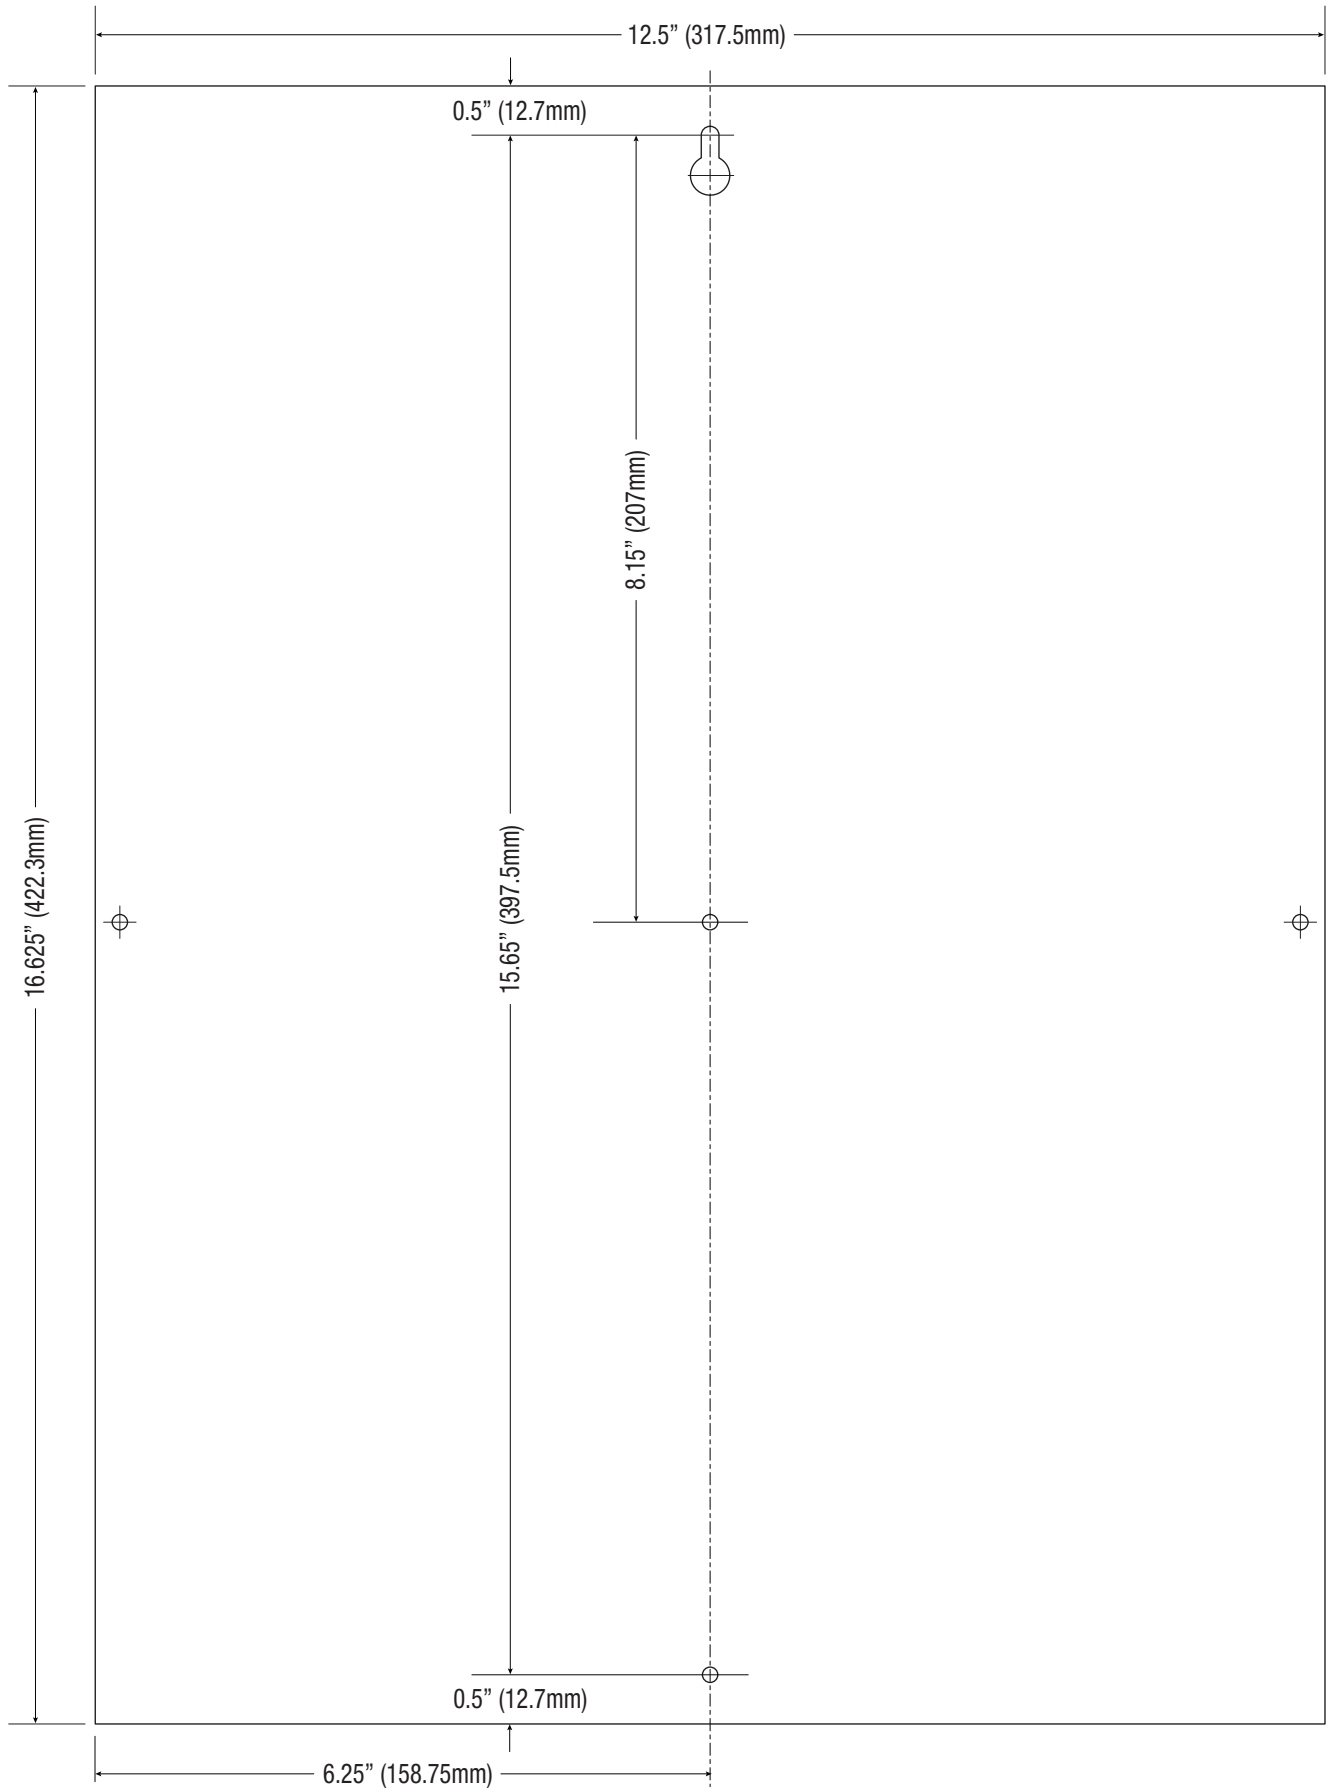 12.5” (317.5mm)
0.5” (12.7mm)
8.15” (207mm)
16.625” (422.3mm)
15.65” (397.5mm)
0.5” (12.7mm)
6.25” (158.75mm)